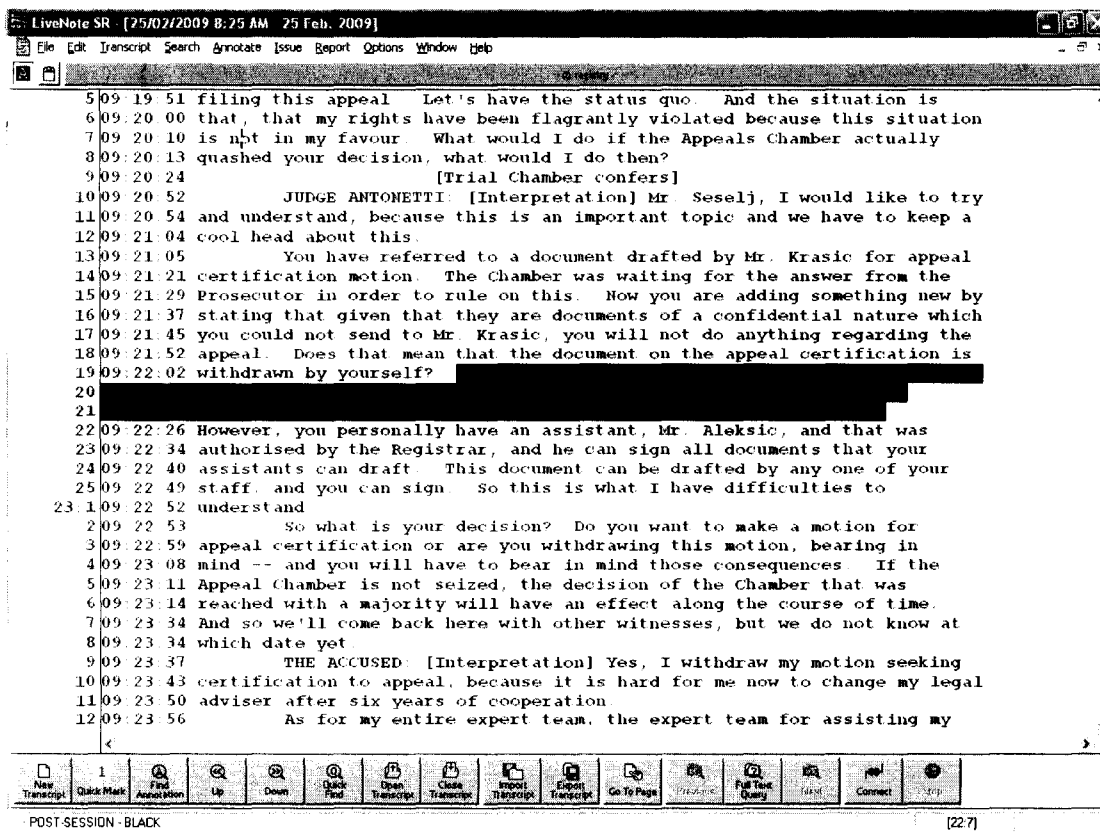 LiveNote SR - [25/02/2009 8:25 AM 25 Feb. 2009]
File Edit Transcript Search Annotate Issue Report Options Window Help
5 09:19:51 filing this appeal Let's have the status quo. And the situation is
6 09:20:00 that, that my rights have been flagrantly violated because this situation
7 09 20:10 is not in my favour. What would I do if the Appeals Chamber actually
8 09:20:13 quashed your decision, what would I do then?
9 09:20:24 [Trial Chamber confers]
10 09 20:52 JUDGE ANTONETTI: [Interpretation] Mr. Seselj, I would like to try
11 09:20 54 and understand, because this is an important topic and we have to keep a
12 09:21:04 cool head about this.
13 09:21:05 You have referred to a document drafted by Mr. Krasic for appeal
14 09:21:21 certification motion. The Chamber was waiting for the answer from the
15 09:21:29 Prosecutor in order to rule on this. Now you are adding something new by
16 09:21:37 stating that given that they are documents of a confidential nature which
17 09:21:45 you could not send to Mr. Krasic, you will not do anything regarding the
18 09:21:52 appeal. Does that mean that the document on the appeal certification is
19 09:22:02 withdrawn by yourself?
20
21
22 09:22:26 However, you personally have an assistant, Mr. Aleksic, and that was
23 09:22 34 authorised by the Registrar, and he can sign all documents that your
24 09:22 40 assistants can draft. This document can be drafted by any one of your
25 09 22 49 staff, and you can sign. So this is what I have difficulties to
23:1 09:22 52 understand
2 09 22 53 So what is your decision? Do you want to make a motion for
3 09:22:59 appeal certification or are you withdrawing this motion, bearing in
4 09:23 08 mind -- and you will have to bear in mind those consequences. If the
5 09:23:11 Appeal Chamber is not seized, the decision of the Chamber that was
6 09:23:14 reached with a majority will have an effect along the course of time.
7 09:23:34 And so we'll come back here with other witnesses, but we do not know at
8 09:23:34 which date yet
9 09:23:37 THE ACCUSED: [Interpretation] Yes, I withdraw my motion seeking
10 09:23:43 certification to appeal, because it is hard for me now to change my legal
11 09:23:50 adviser after six years of cooperation.
12 09:23:56 As for my entire expert team, the expert team for assisting my
New Transcript 1 Quick Mark Find Annotation Up Down Quick Find Open Transcript Close Transcript Import Transcript Export Transcript Go To Page Full Text Query Connect
POST-SESSION - BLACK [22:7]